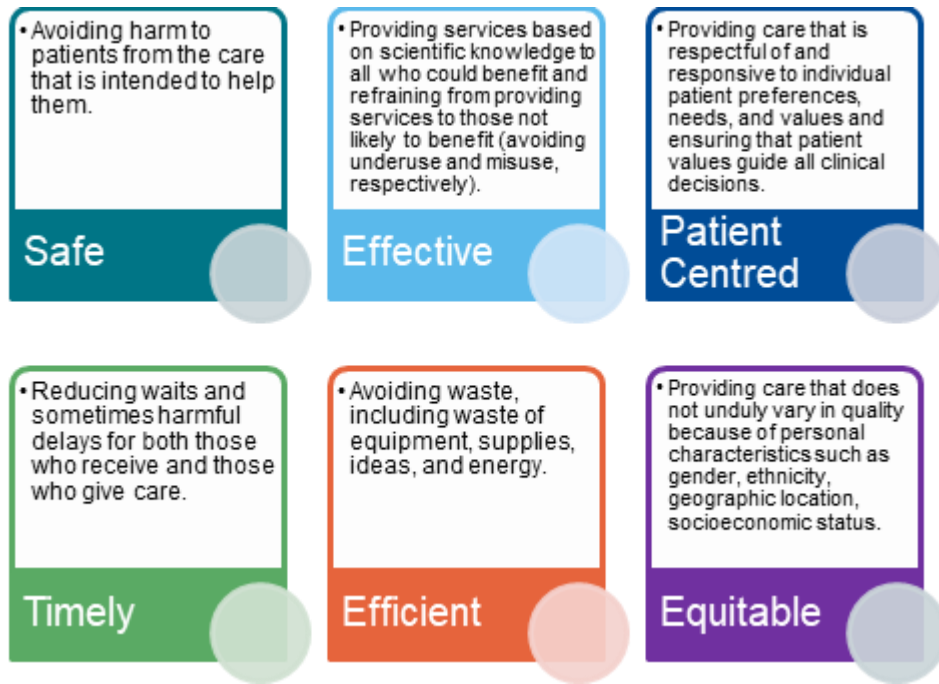 • Avoiding harm to
patients from the care
that is intended to help
them.
Safe
• Providing services based
on scientific knowledge to
all who could benefit and
refraining from providing
services to those not
likely to benefit (avoiding
underuse and misuse,
respectively).
Effective
• Providing care that is
respectful of and
responsive to individual
patient preferences,
needs, and values and
ensuring that patient
values guide all clinical
decisions.
Patient
Centred
• Reducing waits and
sometimes harmful
delays for both those
who receive and those
who give care.
Timely
• Avoiding waste,
including waste of
equipment, supplies,
ideas, and energy.
Efficient
• Providing care that does
not unduly vary in quality
because of personal
characteristics such as
gender, ethnicity,
geographic location,
socioeconomic status.
Equitable